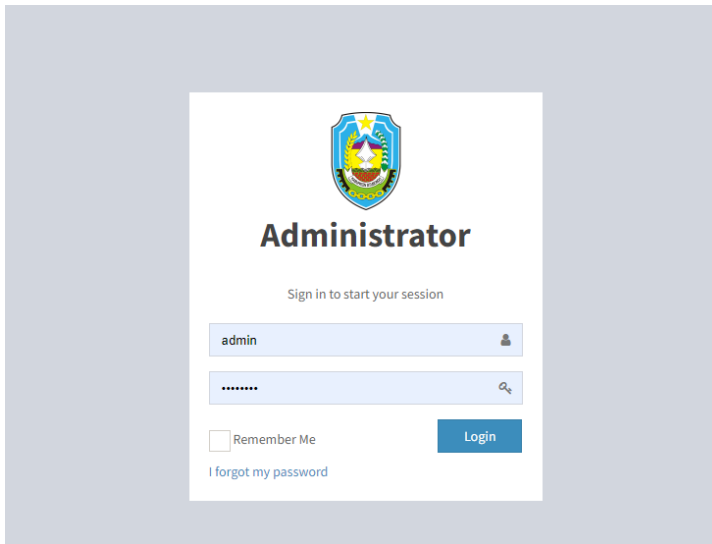 Administrator
Sign in to start your session
admin
••••••••
Remember Me
Login
I forgot my password